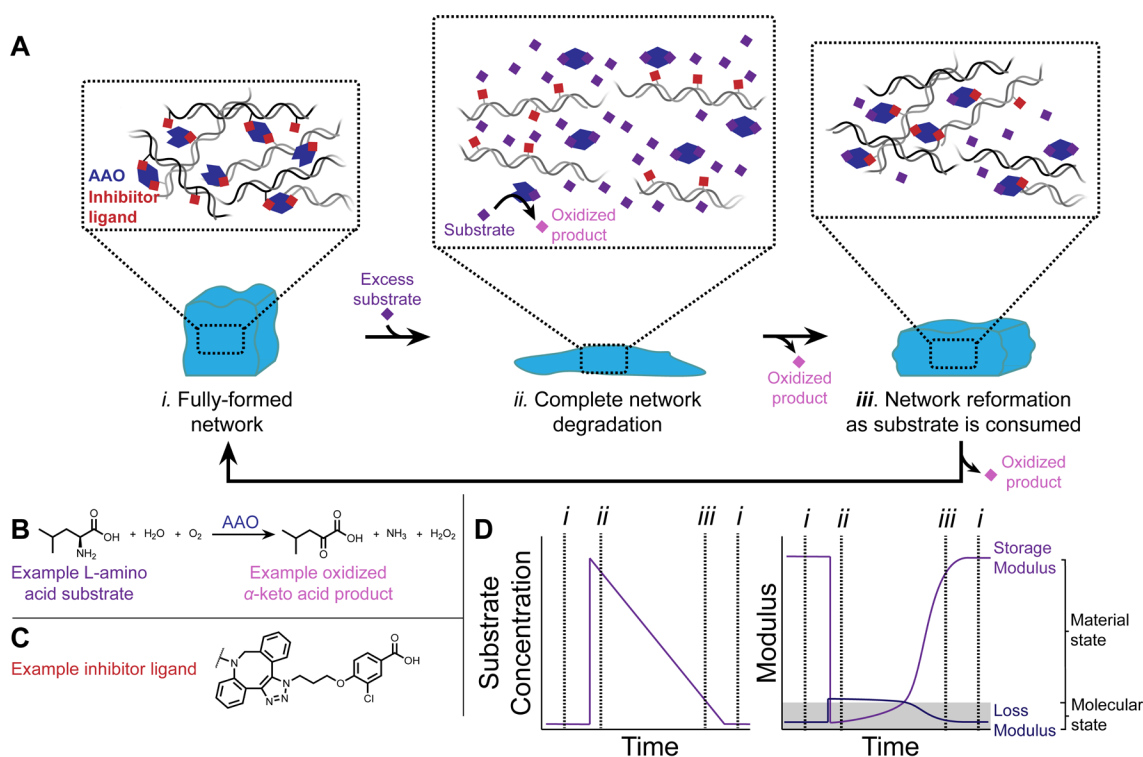 A
AAO
Inhibiitor
ligand
Substrate
Oxidized
product
Excess
substrate
Oxidized
product
i. Fully-formed
network
ii. Complete network
degradation
iii. Network reformation
as substrate is consumed
Oxidized
product
B
OH
O
NH₂
+ H₂O + O₂
AAO
O
OH
O
+ NH₃ + H₂O₂
Example L-amino
acid substrate
Example oxidized
α-keto acid product
C
Example inhibitor ligand
N
N
N=N
O
Cl
O
OH
D
i ii iii i
Substrate
Concentration
Time
i ii iii i
Modulus
Time
Storage
Modulus
Loss
Modulus
Material
state
Molecular
state